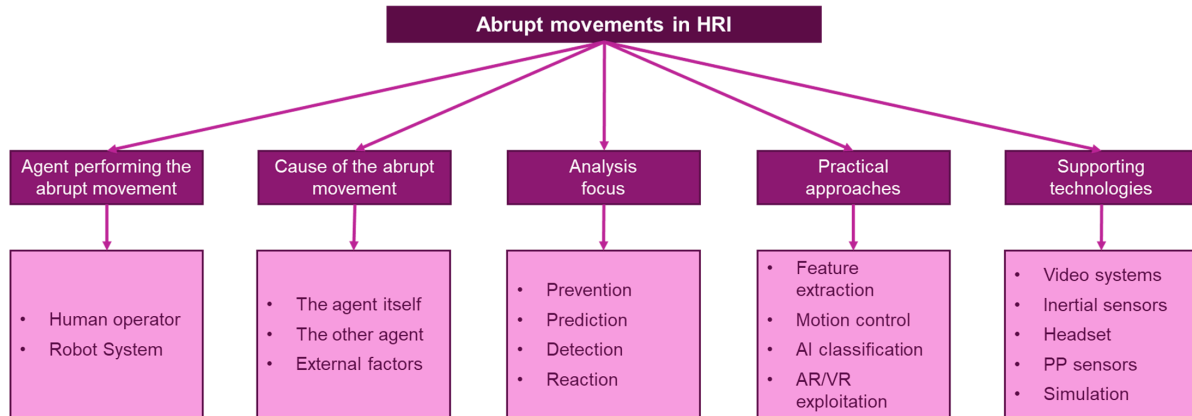 Abrupt movements in HRI
Agent performing the
abrupt movement
Cause of the abrupt
movement
Analysis
focus
Practical
approaches
Supporting
technologies
• Human operator
• Robot System
• The agent itself
• The other agent
• External factors
• Prevention
• Prediction
• Detection
• Reaction
• Feature
extraction
• Motion control
• AI classification
• AR/VR
exploitation
• Video systems
• Inertial sensors
• Headset
• PP sensors
• Simulation